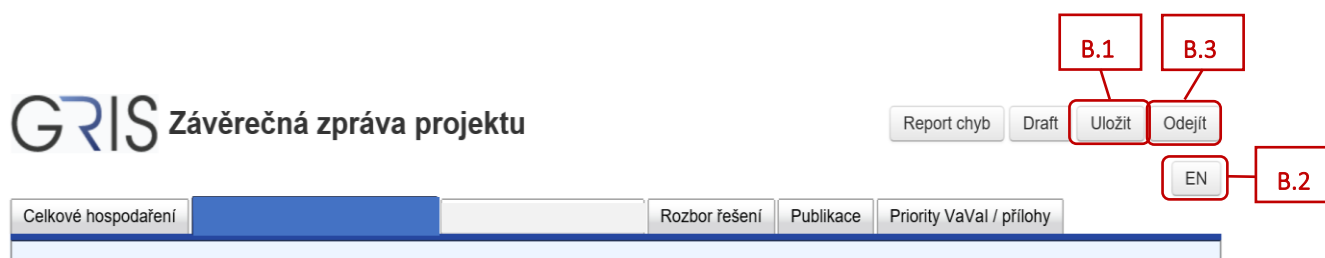 B.1 B.3
GRIS Závěrečná zpráva projektu
Report chyb Draft Uložit Odejít
EN B.2
Celkové hospodaření Rozbor řešení Publikace Priority VaVaI / přílohy